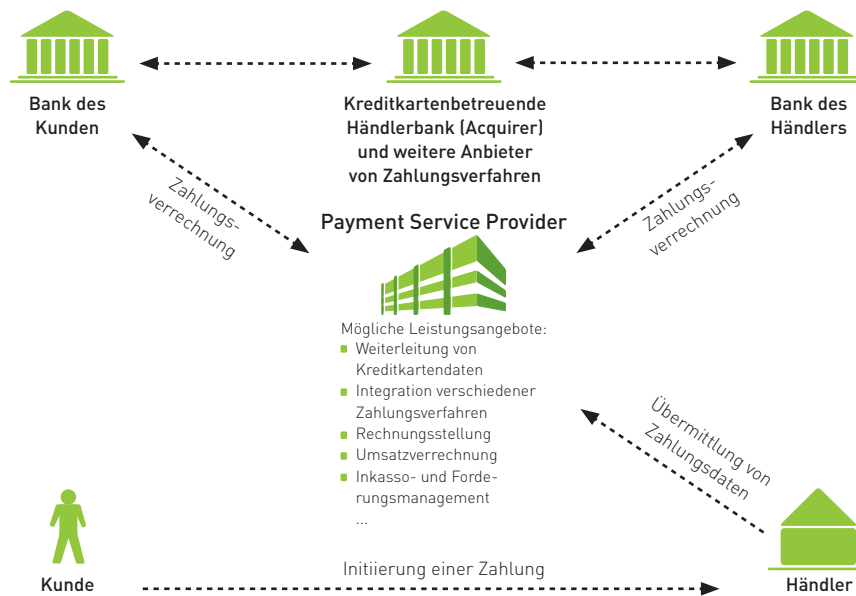 Bank des
Kunden
Kreditkartenbetreuende
Händlerbank (Acquirer)
und weitere Anbieter
von Zahlungsverfahren
Bank des
Händlers
Zahlungs-
verrechnung
Zahlungs-
verrechnung
Payment Service Provider
Mögliche Leistungsangebote:
Weiterleitung von
Kreditkartendaten
Integration verschiedener
Zahlungsverfahren
Rechnungsstellung
Umsatzverrechnung
Inkasso- und Forde-
rungsmanagement
...
Übermittlung von
Zahlungsdaten
Kunde
Initiierung einer Zahlung
Händler